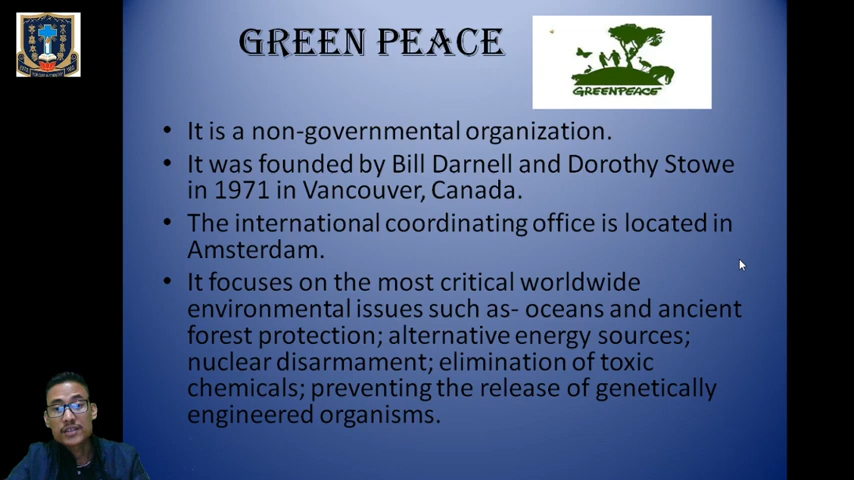 GREEN PEACE
GREENPEACE
• It is a non-governmental organization.
• It was founded by Bill Darnell and Dorothy Stowe
in 1971 in Vancouver, Canada.
• The international coordinating office is located in
Amsterdam.
• It focuses on the most critical worldwide
environmental issues such as- oceans and ancient
forest protection; alternative energy sources;
nuclear disarmament; elimination of toxic
chemicals; preventing the release of genetically
engineered organisms.